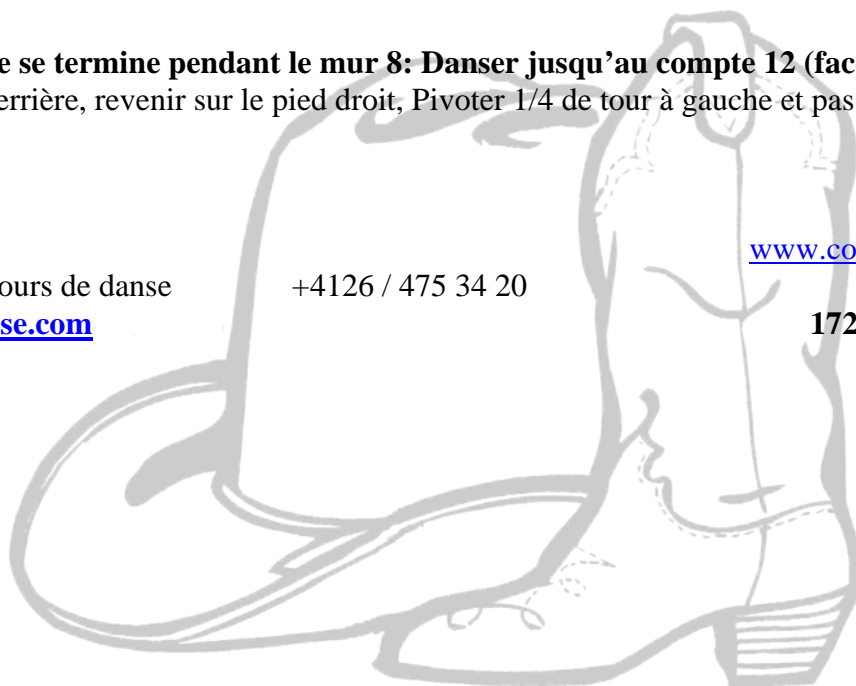 e se termine pendant le mur 8: Danser jusqu’au compte 12 (fac
errière, revenir sur le pied droit, Pivoter 1/4 de tour à gauche et pas
www.co
ours de danse +4126 / 475 34 20
se.com 172